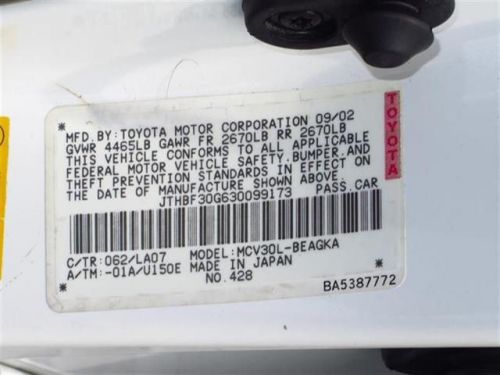 MFD.BY:TOYOTA MOTOR CORPORATION 09/02
GVWR 4465LB GAWR FR 2670LB RR 2670LB
THIS VEHICLE CONFORMS TO ALL APPLICABLE
FEDERAL MOTOR VEHICLE SAFETY,BUMPER,AND
THEFT PREVENTION STANDARDS IN EFFECT ON
THE DATE OF MANUFACTURE SHOWN ABOVE.
JTHBF30G630099173 PASS.CAR
TOYOTA
C/TR:062/LA07 MODEL:MCV30L-BEAGKA
A/TM:-01A/U150E MADE IN JAPAN
NO.428
BA5387772